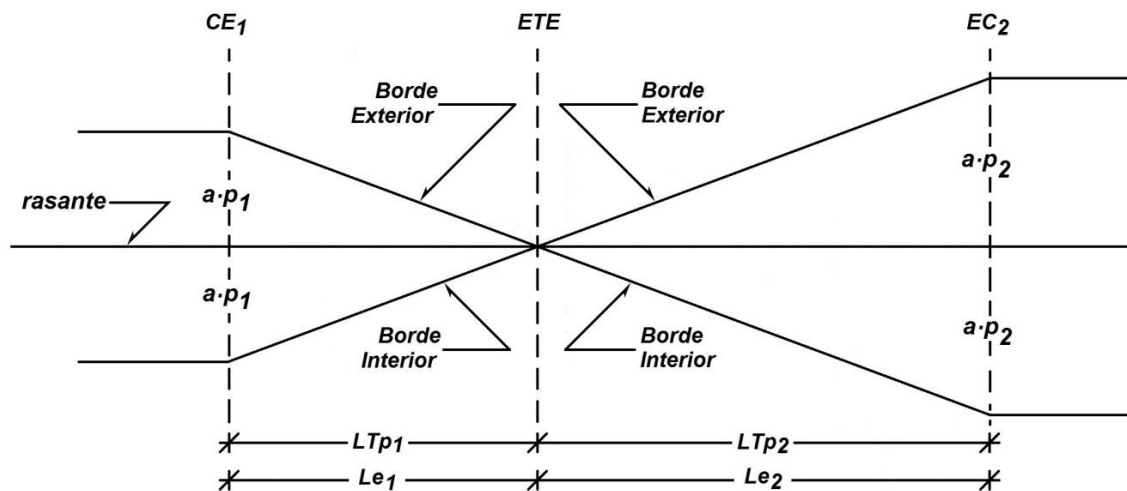 CE1
ETE
EC2
Borde
Exterior
Borde
Exterior
a·p1
a·p2
rasante
a·p1
a·p2
Borde
Interior
Borde
Interior
LTp1
LTp2
Le1
Le2